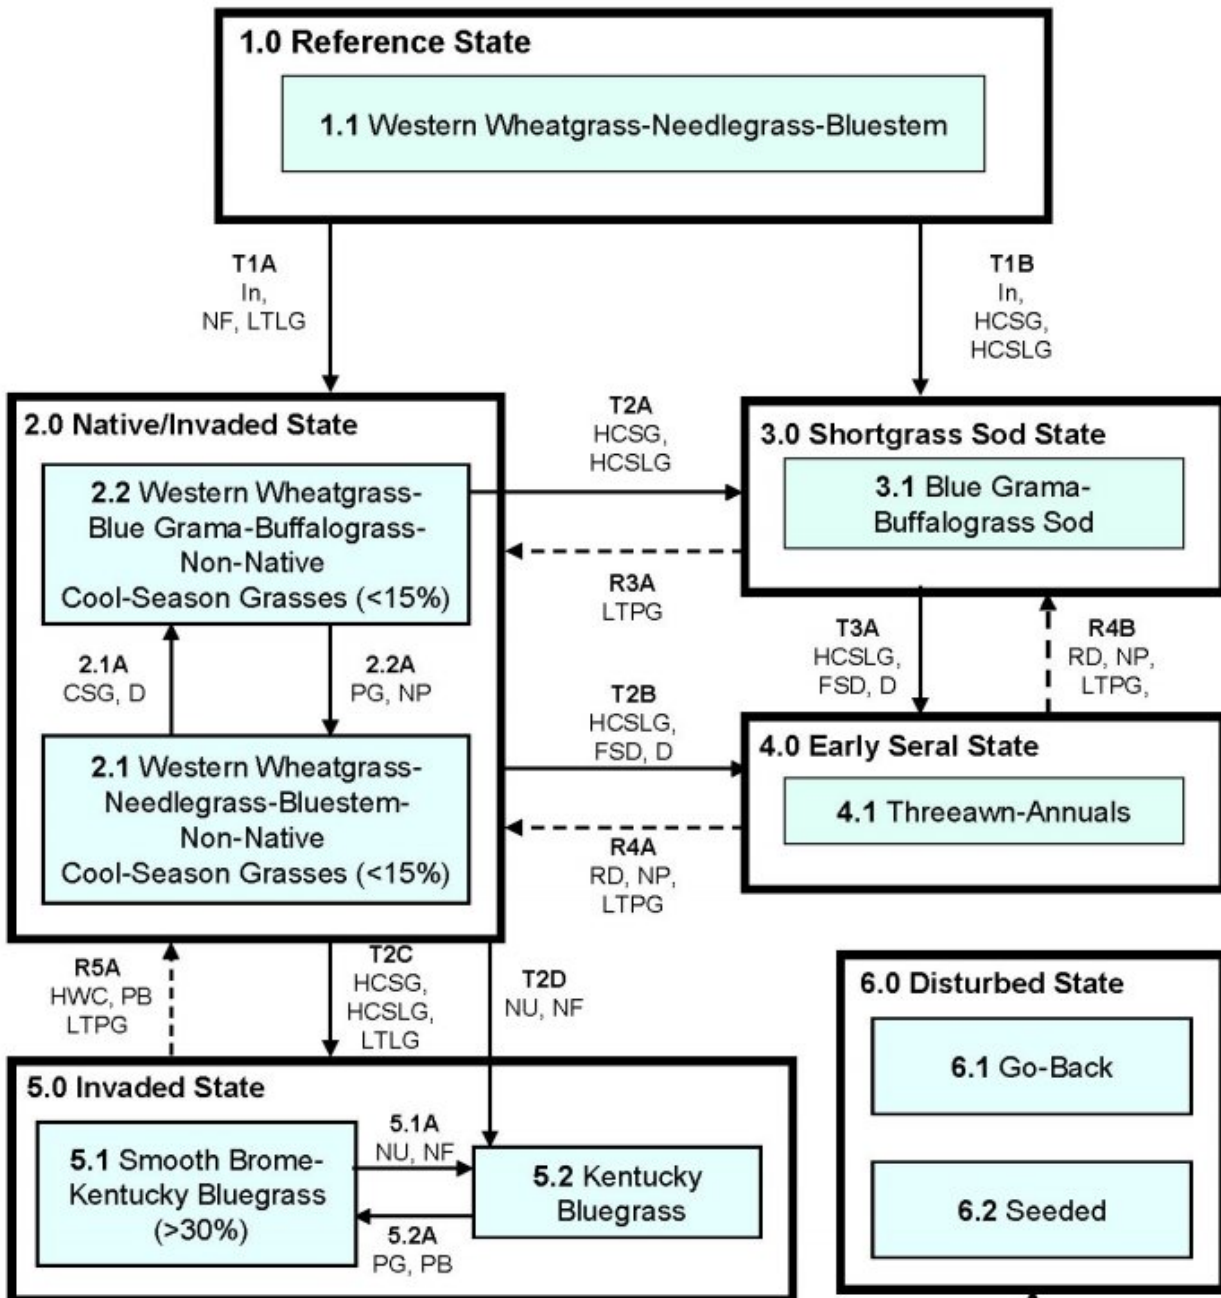 1.0 Reference State
1.1 Western Wheatgrass-Needlegrass-Bluestem
T1A
In,
NF, LTLG
T1B
In,
HCSG,
HCSLG
2.0 Native/Invaded State
2.2 Western Wheatgrass-
Blue Grama-Buffalograss-
Non-Native
Cool-Season Grasses (<15%)
2.1A
CSG, D
2.2A
PG, NP
2.1 Western Wheatgrass-
Needlegrass-Bluestem-
Non-Native
Cool-Season Grasses (<15%)
T2A
HCSG,
HCSLG
R3A
LTPG
3.0 Shortgrass Sod State
3.1 Blue Grama-
Buffalograss Sod
T3A
HCSLG,
FSD, D
R4B
RD, NP,
LTPG,
T2B
HCSLG,
FSD, D
R4A
RD, NP,
LTPG
4.0 Early Seral State
4.1 Threeawn-Annuals
R5A
HWC, PB
LTPG
T2C
HCSG,
HCSLG,
LTLG
T2D
NU, NF
5.0 Invaded State
5.1 Smooth Brome-
Kentucky Bluegrass
(>30%)
5.1A
NU, NF
5.2A
PG, PB
5.2 Kentucky
Bluegrass
6.0 Disturbed State
6.1 Go-Back
6.2 Seeded